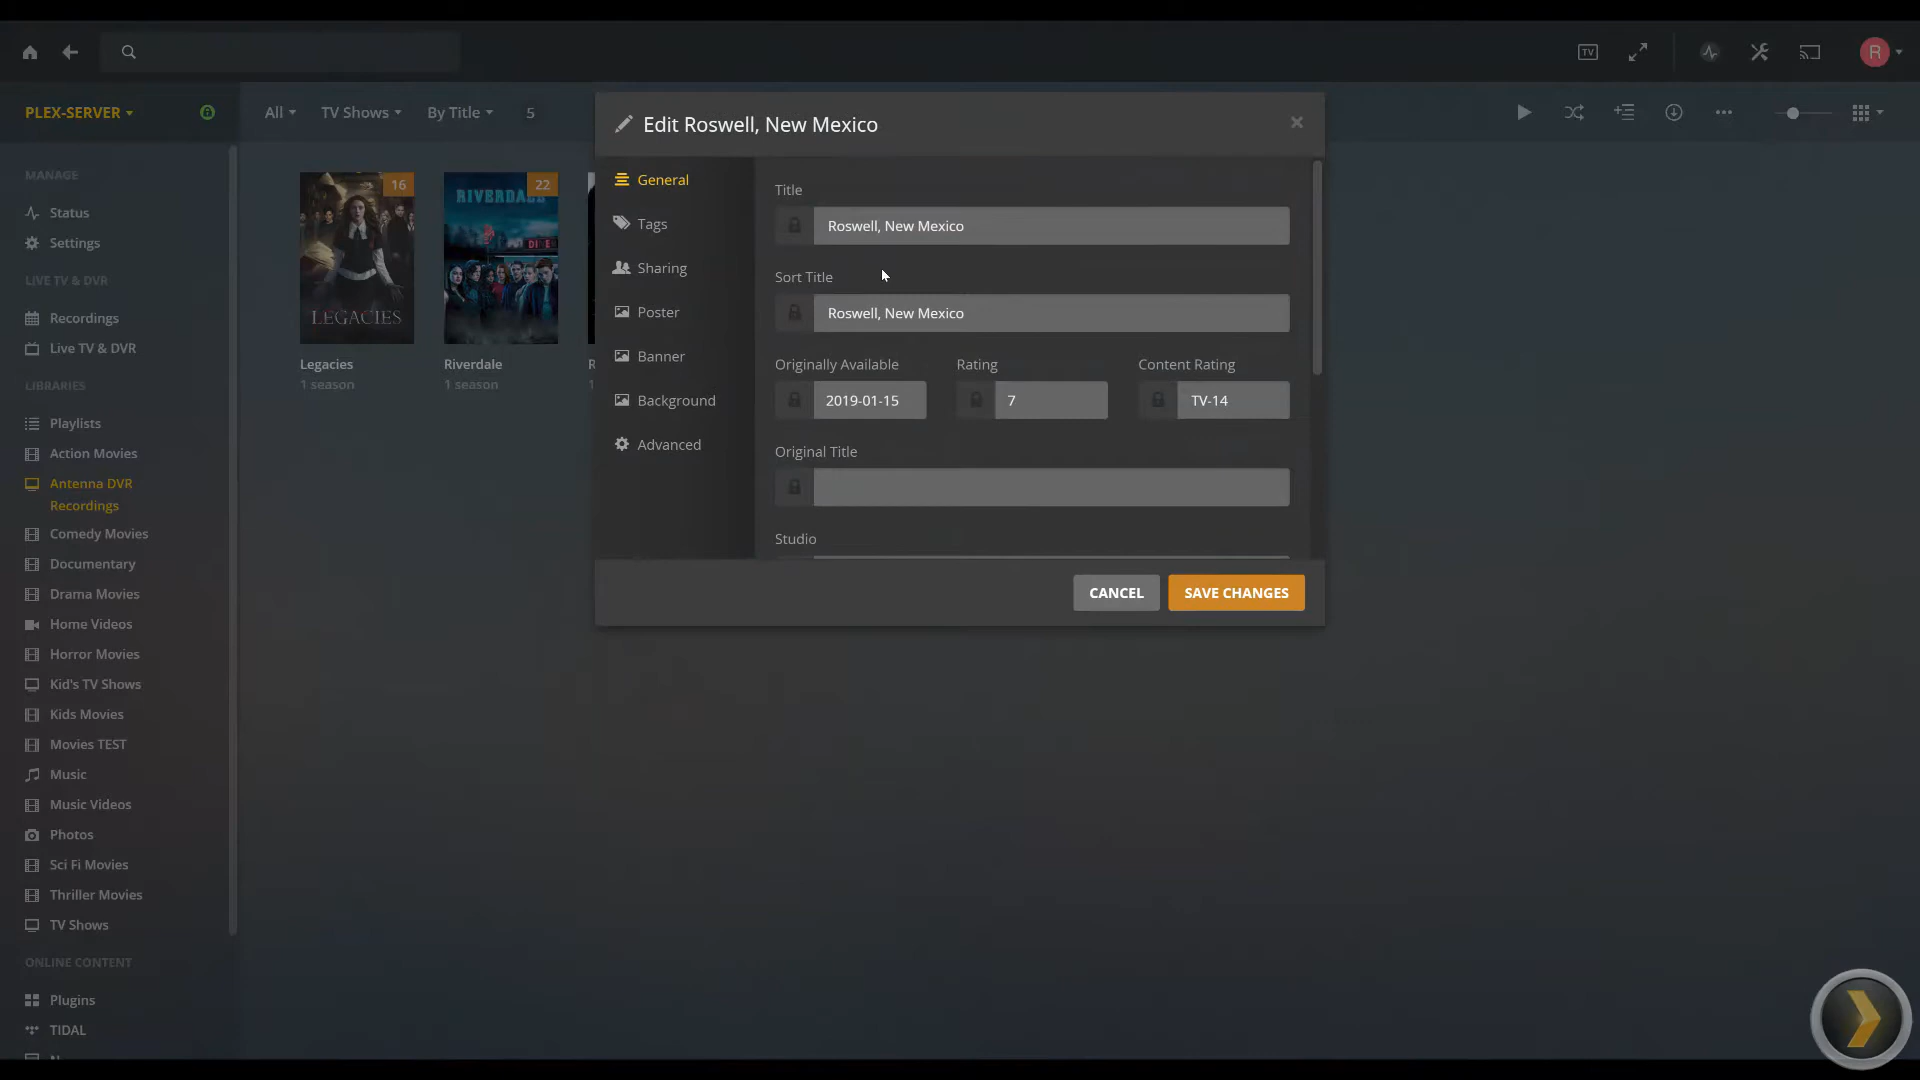 TV
R
PLEX-SERVER
All
TV Shows
By Title
5
Edit Roswell, New Mexico
×
MANAGE
Status
Settings
LIVE TV & DVR
Recordings
Live TV & DVR
LIBRARIES
Playlists
Action Movies
Antenna DVR
Recordings
Comedy Movies
Documentary
Drama Movies
Home Videos
Horror Movies
Kid's TV Shows
Kids Movies
Movies TEST
Music
Music Videos
Photos
Sci Fi Movies
Thriller Movies
TV Shows
ONLINE CONTENT
Plugins
TIDAL
16
LEGACIES
Legacies
1 season
22
RIVERDALE
DINER
Riverdale
1 season
R
1
General
Tags
Sharing
Poster
Banner
Background
Advanced
Title
Roswell, New Mexico
Sort Title
Roswell, New Mexico
Originally Available
Rating
Content Rating
2019-01-15
7
TV-14
Original Title
Studio
CANCEL
SAVE CHANGES